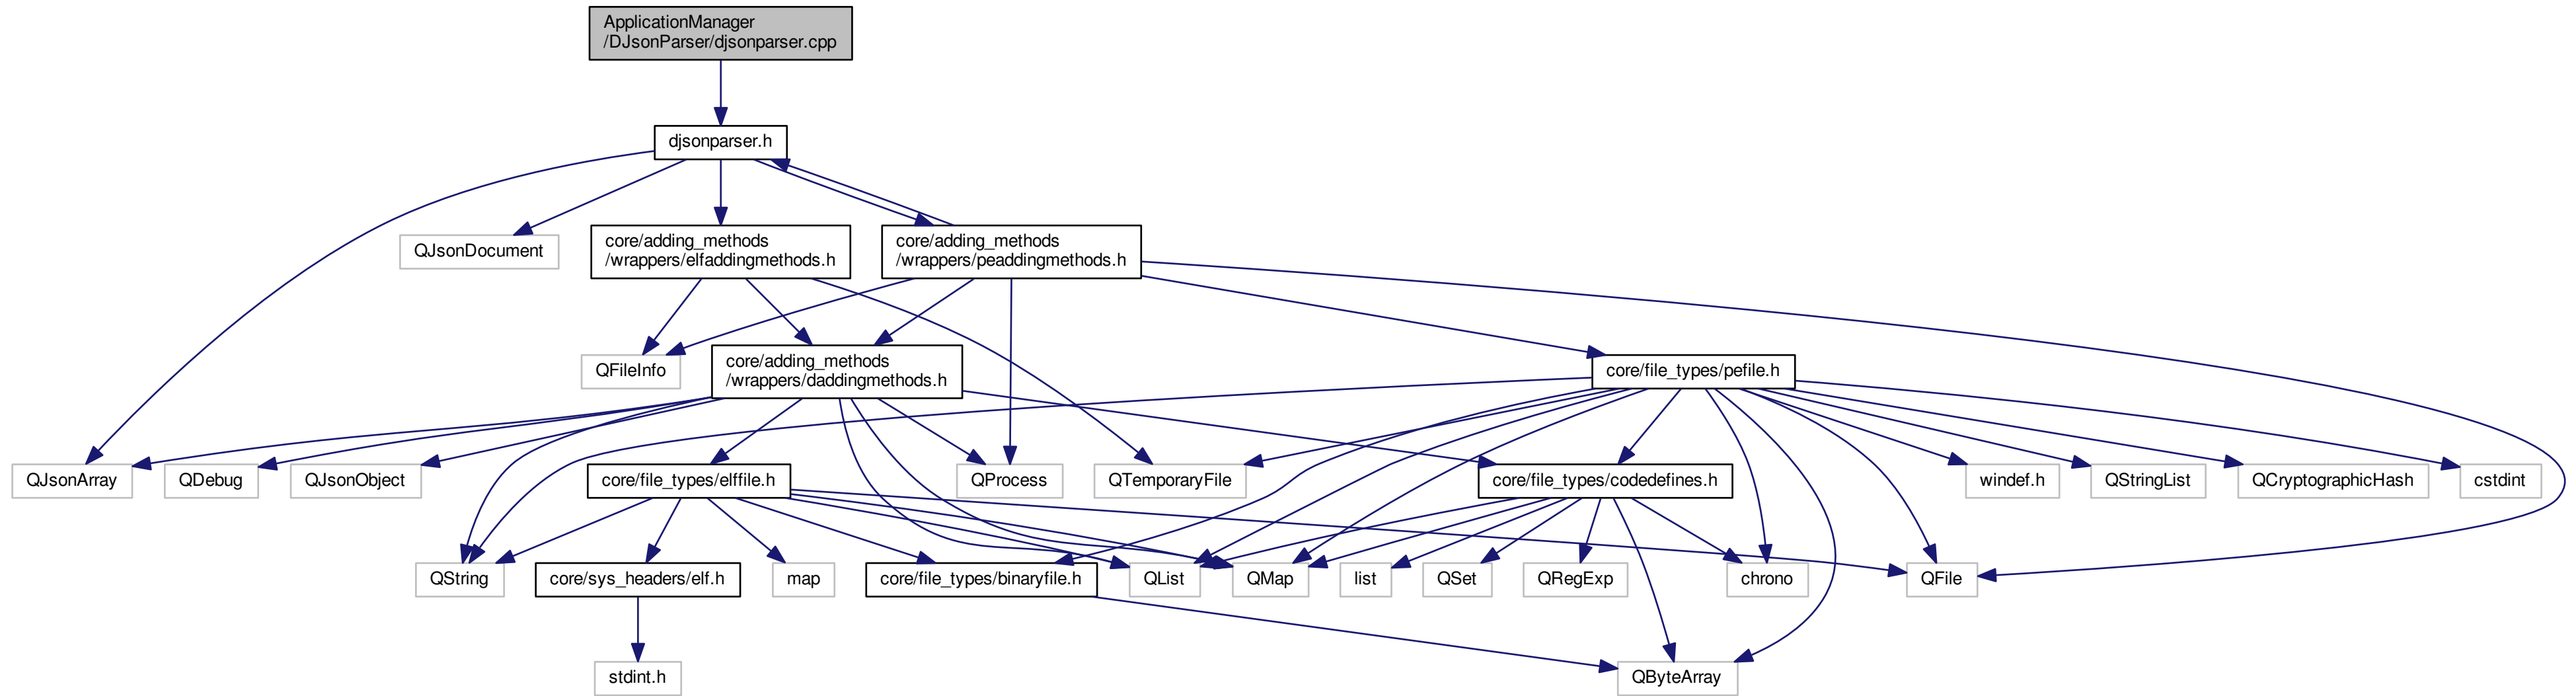 ApplicationManager
/DJsonParser/djsonparser.cpp
djsonparser.h
QJsonDocument
core/adding_methods
/wrappers/elfaddingmethods.h
core/adding_methods
/wrappers/peaddingmethods.h
QFileInfo
core/adding_methods
/wrappers/daddingmethods.h
core/file_types/pefile.h
QJsonArray
QDebug
QJsonObject
core/file_types/elffile.h
QProcess
QTemporaryFile
core/file_types/codedefines.h
windef.h
QStringList
QCryptographicHash
cstdint
QString
core/sys_headers/elf.h
map
core/file_types/binaryfile.h
QList
QMap
list
QSet
QRegExp
chrono
QFile
stdint.h
QByteArray